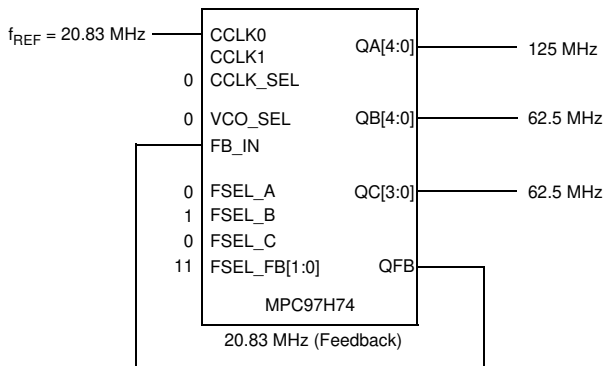 fREF = 20.83 MHz
CCLK0
CCLK1
0 CCLK_SEL
QA[4:0]
125 MHz
0 VCO_SEL
QB[4:0]
62.5 MHz
FB_IN
0 FSEL_A
QC[3:0]
62.5 MHz
1 FSEL_B
0 FSEL_C
11 FSEL_FB[1:0]
QFB
MPC97H74
20.83 MHz (Feedback)